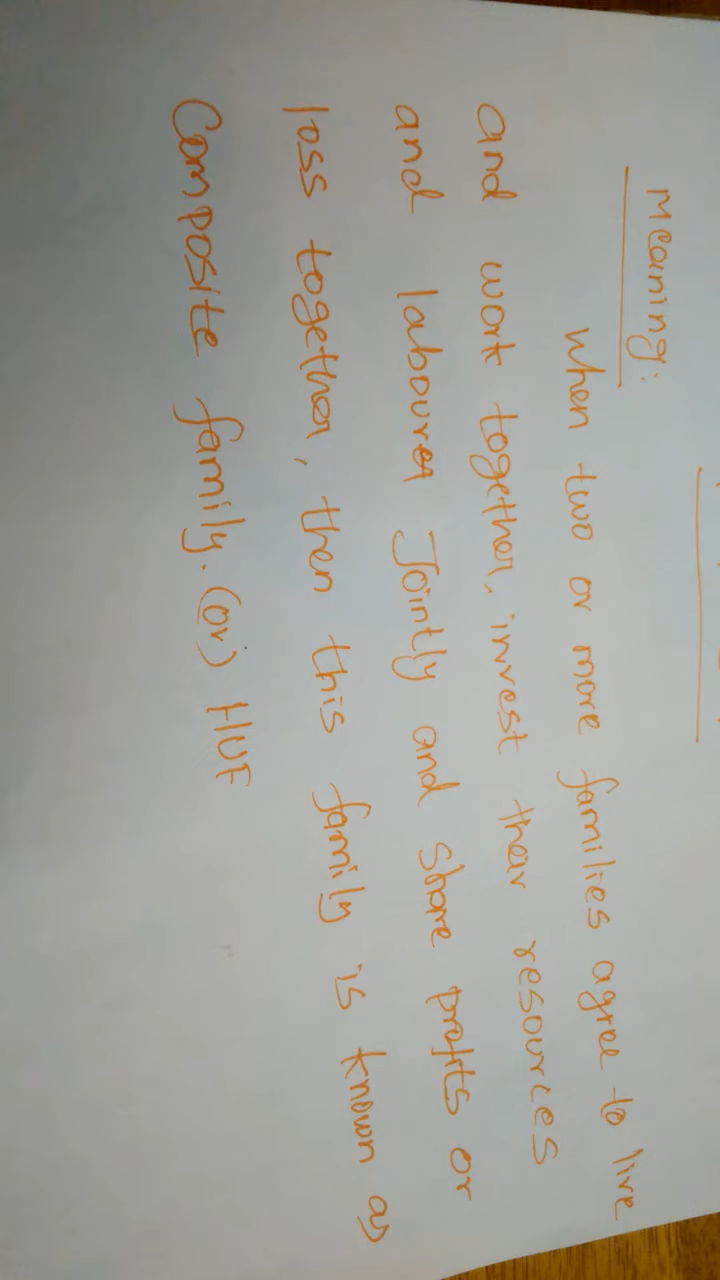 Meaning:
When two or more families agree to live
and work together, invest their resources
and labourer Jointly and share profits or
loss together, then this family is known as
Composite family. (or) HUF